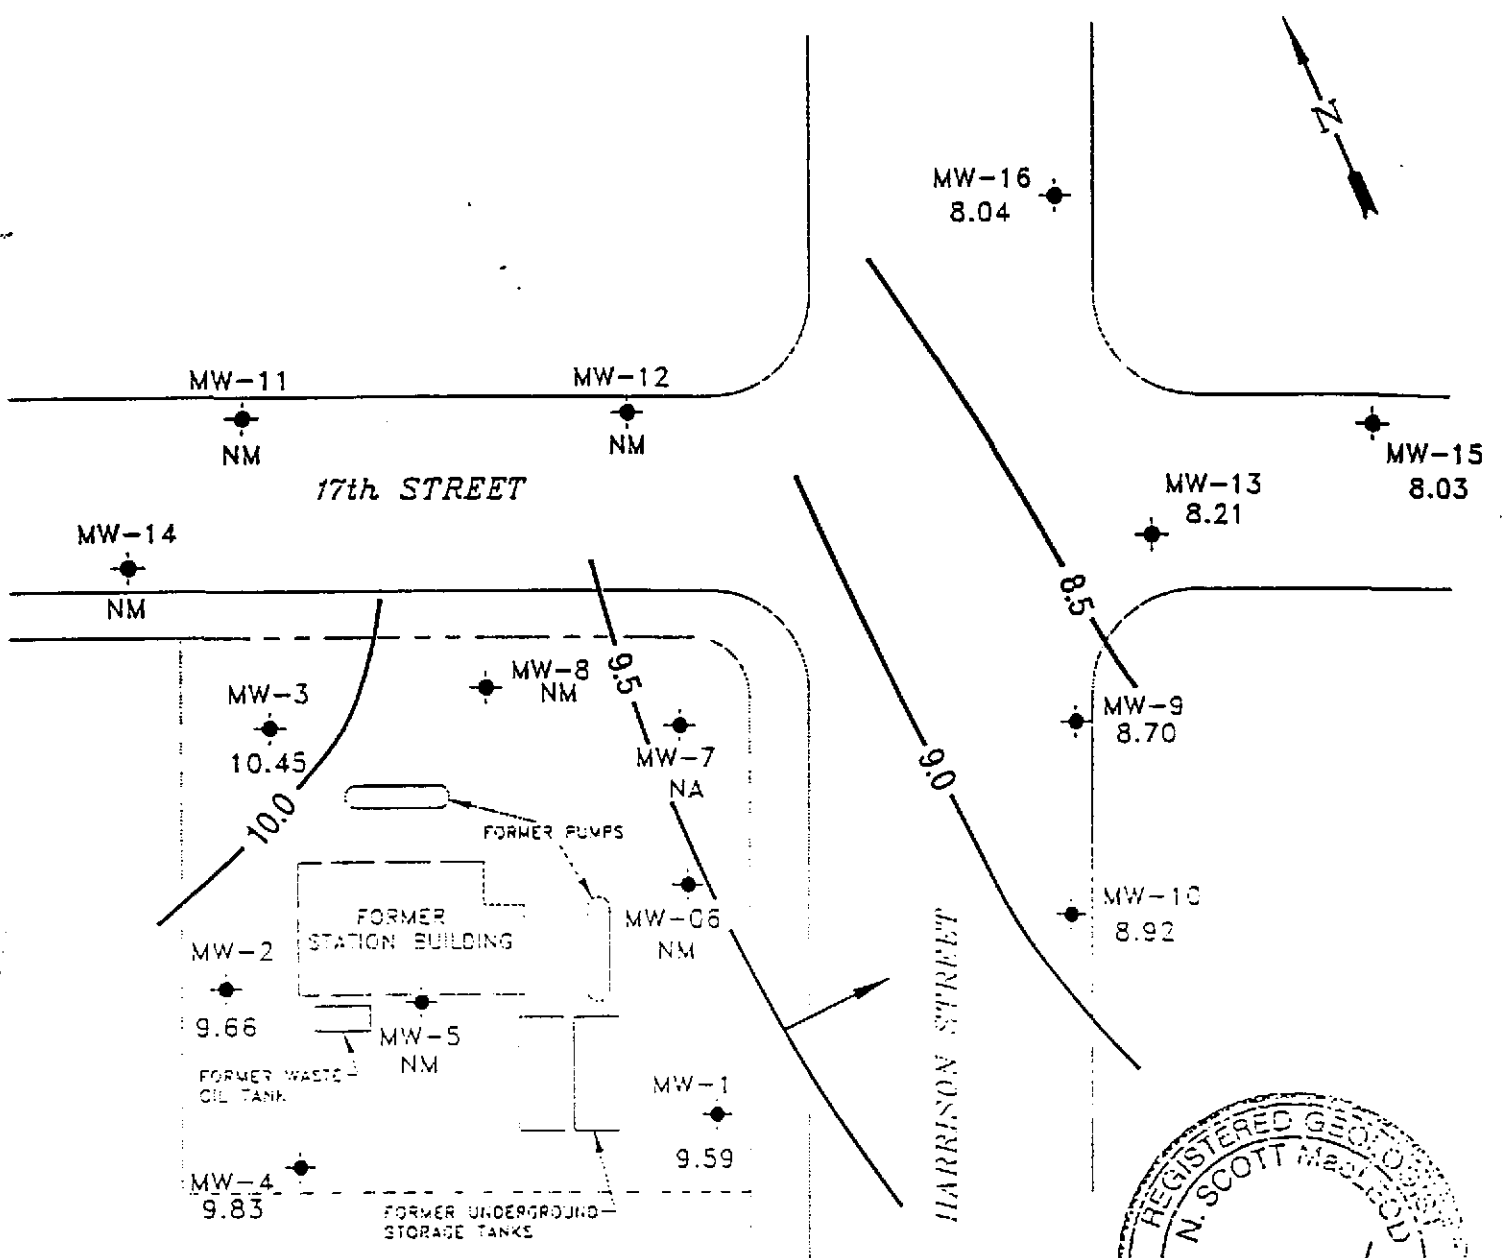 N
MW-16
8.04
MW-11
NM
MW-12
NM
17th STREET
MW-15
8.03
MW-13
8.21
MW-14
NM
8.5
MW-3
10.45
MW-8
NM
9.5
MW-7
NA
MW-9
8.70
9.0
10.0
FORMER PUMPS
FORMER
STATION BUILDING
MW-06
NM
MW-10
8.92
MW-2
9.66
MW-5
NM
FORMER WASTE
OIL TANK
MW-1
9.59
HARRISON STREET
MW-4
9.83
FORMER UNDERGROUND
STORAGE TANKS
REGISTERED GEOLOGIST
N. SCOTT MacLEOD